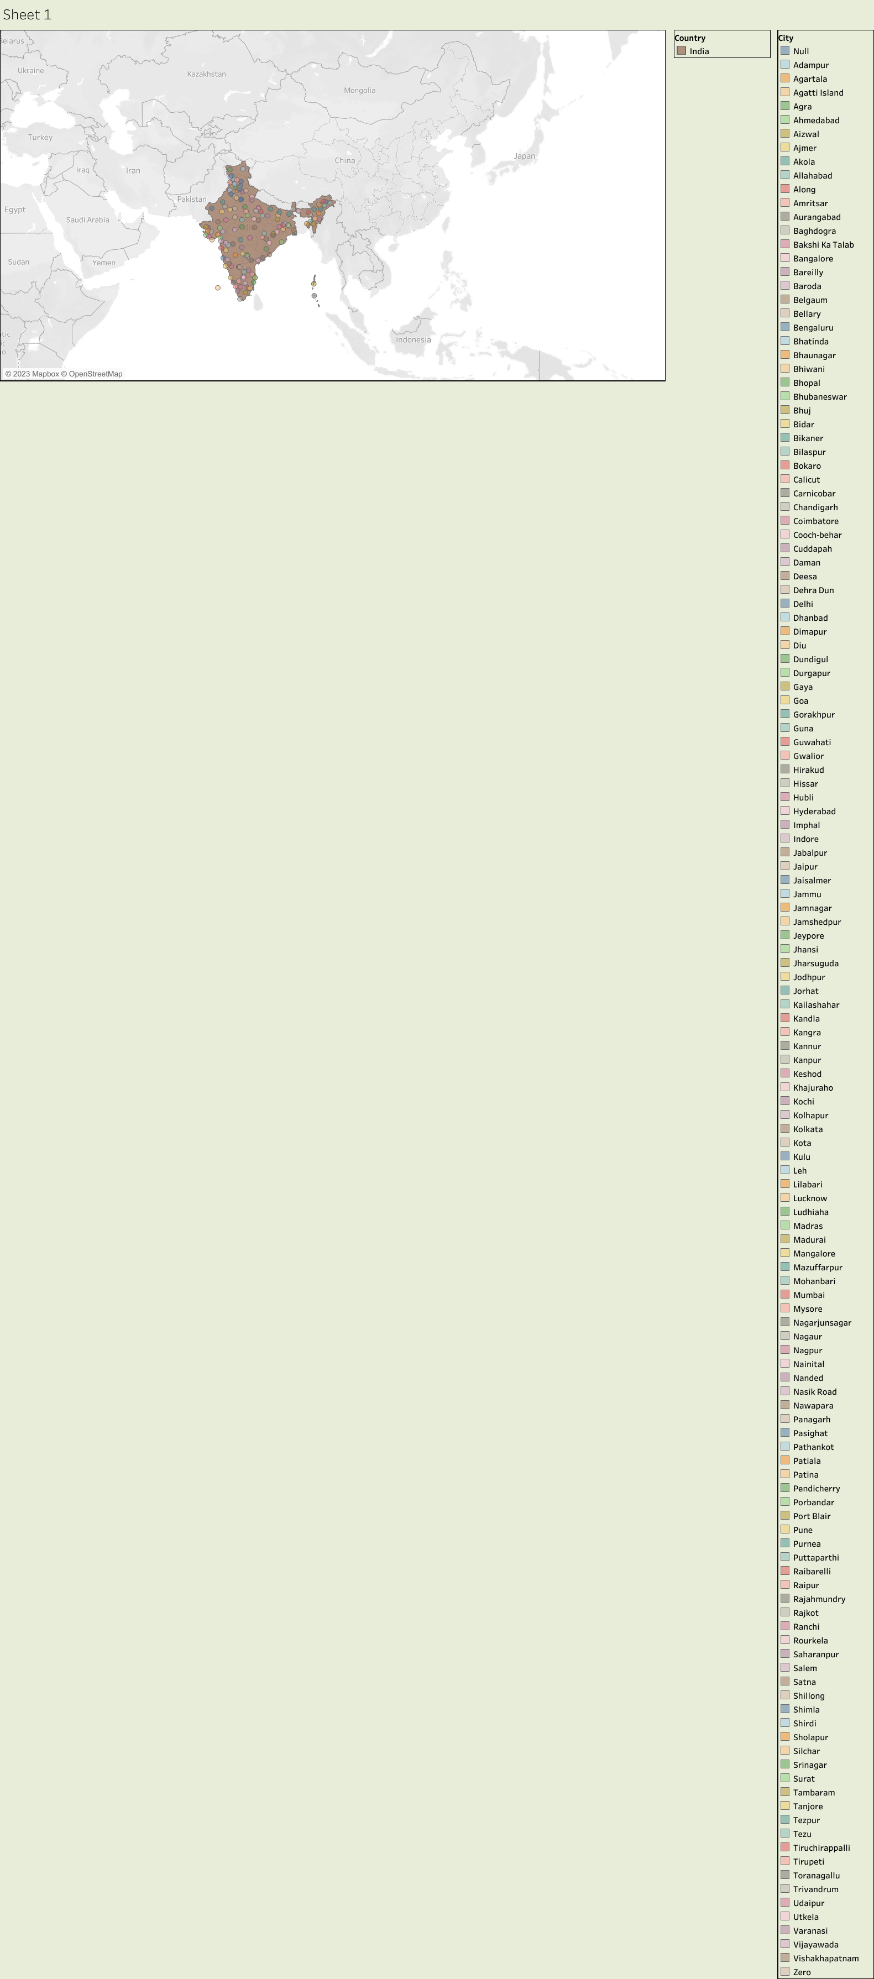 Sheet 1
Belarus
Ukraine
Kazakhstan
Mongolia
Turkey
China
Japan
Iraq
Iran
Pakistan
Egypt
Saudi Arabia
Sudan
Yemen
Indonesia
© 2023 Mapbox © OpenStreetMap
Country
India
City
Null
Adampur
Agartala
Agatti Island
Agra
Ahmedabad
Aizwal
Ajmer
Akola
Allahabad
Along
Amritsar
Aurangabad
Baghdogra
Bakshi Ka Talab
Bangalore
Bareilly
Baroda
Belgaum
Bellary
Bengaluru
Bhatinda
Bhaunagar
Bhiwani
Bhopal
Bhubaneswar
Bhuj
Bidar
Bikaner
Bilaspur
Bokaro
Calicut
Carnicobar
Chandigarh
Coimbatore
Cooch-behar
Cuddapah
Daman
Deesa
Dehra Dun
Delhi
Dhanbad
Dimapur
Diu
Dundigul
Durgapur
Gaya
Goa
Gorakhpur
Guna
Guwahati
Gwalior
Hirakud
Hissar
Hubli
Hyderabad
Imphal
Indore
Jabalpur
Jaipur
Jaisalmer
Jammu
Jamnagar
Jamshedpur
Jeypore
Jhansi
Jharsuguda
Jodhpur
Jorhat
Kailashahar
Kandla
Kangra
Kannur
Kanpur
Keshod
Khajuraho
Kochi
Kolhapur
Kolkata
Kota
Kulu
Leh
Lilabari
Lucknow
Ludhiaha
Madras
Madurai
Mangalore
Mazuffarpur
Mohanbari
Mumbai
Mysore
Nagarjunsagar
Nagaur
Nagpur
Nainital
Nanded
Nasik Road
Nawapara
Panagarh
Pasighat
Pathankot
Patiala
Patina
Pendicherry
Porbandar
Port Blair
Pune
Purnea
Puttaparthi
Raibarelli
Raipur
Rajahmundry
Rajkot
Ranchi
Rourkela
Saharanpur
Salem
Satna
Shillong
Shimla
Shirdi
Sholapur
Silchar
Srinagar
Surat
Tambaram
Tanjore
Tezpur
Tezu
Tiruchirappalli
Tirupeti
Toranagallu
Trivandrum
Udaipur
Utkela
Varanasi
Vijayawada
Vishakhapatnam
Zero